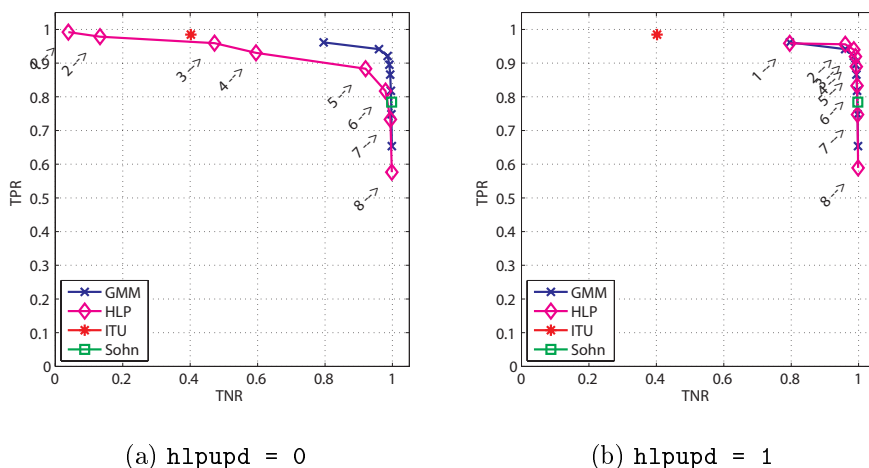 1
0.9
0.8
0.7
0.6
0.5
0.4
0.3
0.2
0.1
0
TPR
1 -->
2 -->
3 -->
4 -->
5 -->
6 -->
7 -->
8 -->
GMM
HLP
ITU
Sohn
0 0.2 0.4 0.6 0.8 1
TNR
(a) hlpupd = 0
1
0.9
0.8
0.7
0.6
0.5
0.4
0.3
0.2
0.1
0
TPR
1 -->
2 -->
3 -->
4 -->
5 -->
6 -->
7 -->
8 -->
GMM
HLP
ITU
Sohn
0 0.2 0.4 0.6 0.8 1
TNR
(b) hlpupd = 1